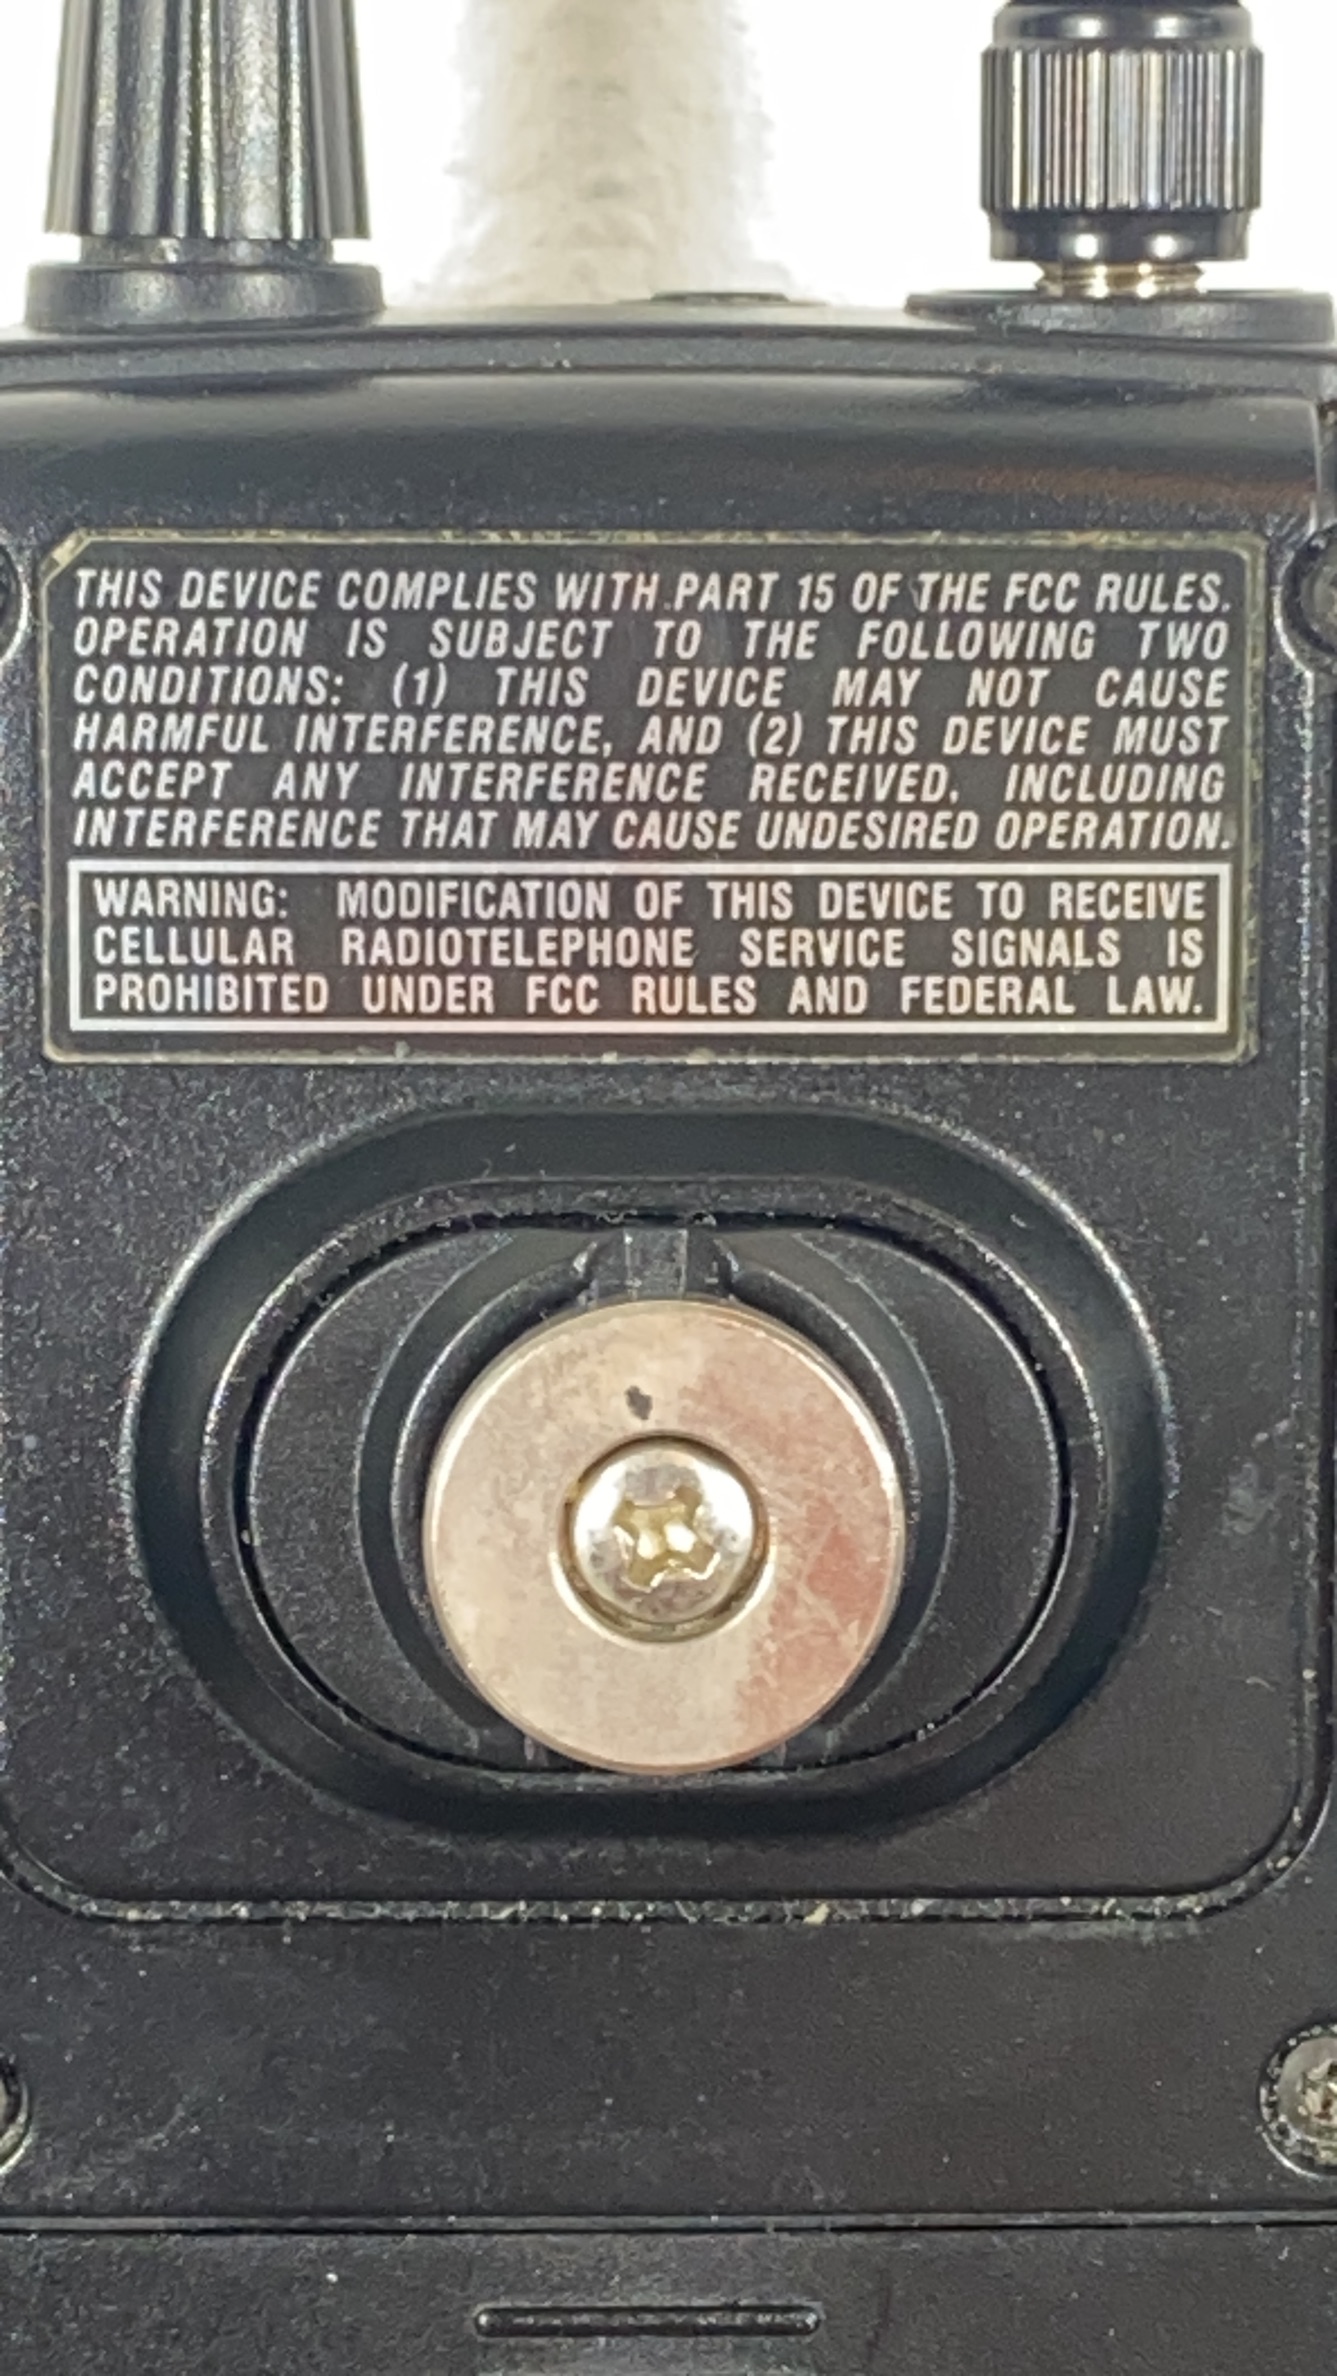 THIS DEVICE COMPLIES WITH PART 15 OF THE FCC RULES.
OPERATION IS SUBJECT TO THE FOLLOWING TWO
CONDITIONS: (1) THIS DEVICE MAY NOT CAUSE
HARMFUL INTERFERENCE, AND (2) THIS DEVICE MUST
ACCEPT ANY INTERFERENCE RECEIVED, INCLUDING
INTERFERENCE THAT MAY CAUSE UNDESIRED OPERATION.
WARNING: MODIFICATION OF THIS DEVICE TO RECEIVE
CELLULAR RADIOTELEPHONE SERVICE SIGNALS IS
PROHIBITED UNDER FCC RULES AND FEDERAL LAW.